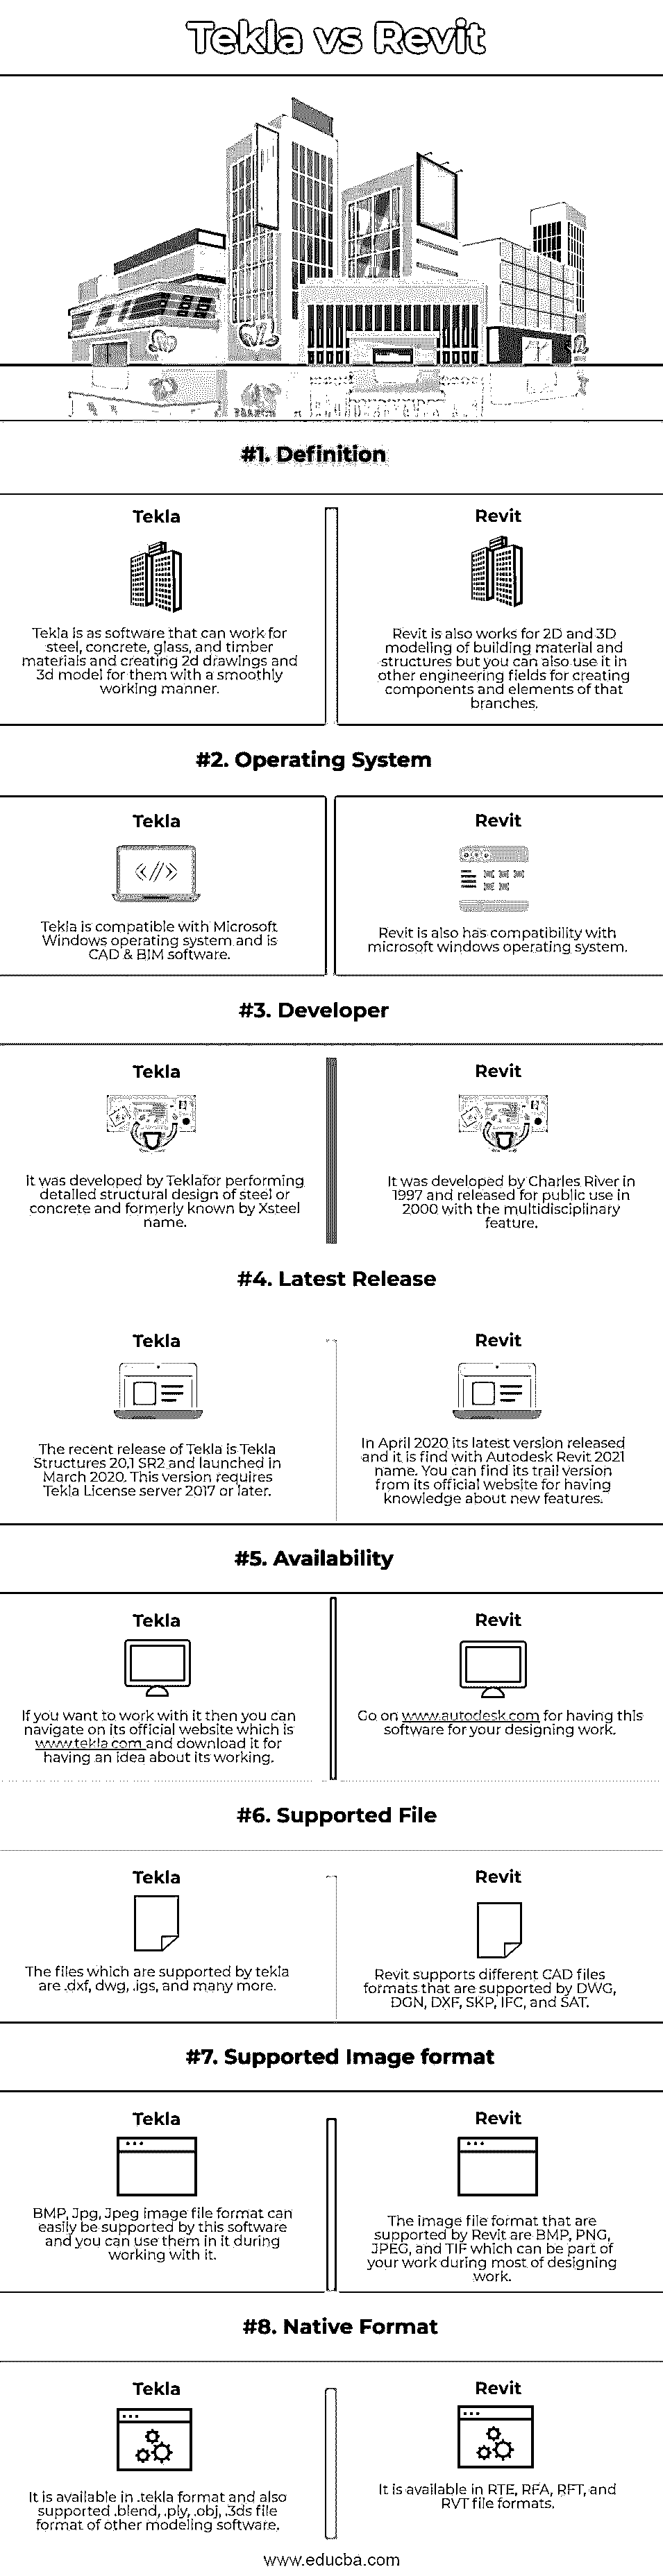 Tekla vs Revit
#1. Definition
Tekla
Tekla is as software that can work for
steel, concrete, glass, and timber
materials and creating 2d drawings and
3d model for them with a smoothly
working manner.
Revit
Revit is also works for 2D and 3D
modeling of building material and
structures but you can also use it in
other engineering fields for creating
components and elements of that
branches.
#2. Operating System
Tekla
Tekla is compatible with Microsoft
Windows operating system and is
CAD & BIM software.
Revit
Revit is also has compatibility with
microsoft windows operating system.
#3. Developer
Tekla
It was developed by Teklafor performing
detailed structural design of steel or
concrete and formerly known by Xsteel
name.
Revit
It was developed by Charles River in
1997 and released for public use in
2000 with the multidisciplinary
feature.
#4. Latest Release
Tekla
The recent release of Tekla is Tekla
Structures 20.1 SR2 and launched in
March 2020. This version requires
Tekla License server 2017 or later.
Revit
In April 2020 its latest version released
and it is find with Autodesk Revit 2021
name. You can find its trail version
from its official website for having
knowledge about new features.
#5. Availability
Tekla
If you want to work with it then you can
navigate on its official website which is
www.tekla.com and download it for
having an idea about its working.
Revit
Go on www.autodesk.com for having this
software for your designing work.
#6. Supported File
Tekla
The files which are supported by tekla
are .dxf, dwg, .igs, and many more.
Revit
Revit supports different CAD files
formats that are supported by DWG,
DGN, DXF, SKP, IFC, and SAT.
#7. Supported Image format
Tekla
BMP, Jpg, Jpeg image file format can
easily be supported by this software
and you can use them in it during
working with it.
Revit
The image file format that are
supported by Revit are BMP, PNG,
JPEG, and TIF which can be part of
your work during most of designing
work.
#8. Native Format
Tekla
It is available in .tekla format and also
supported .blend, .ply, .obj, .3ds file
format of other modeling software.
Revit
It is available in RTE, RFA, RFT, and
RVT file formats.
www.educba.com